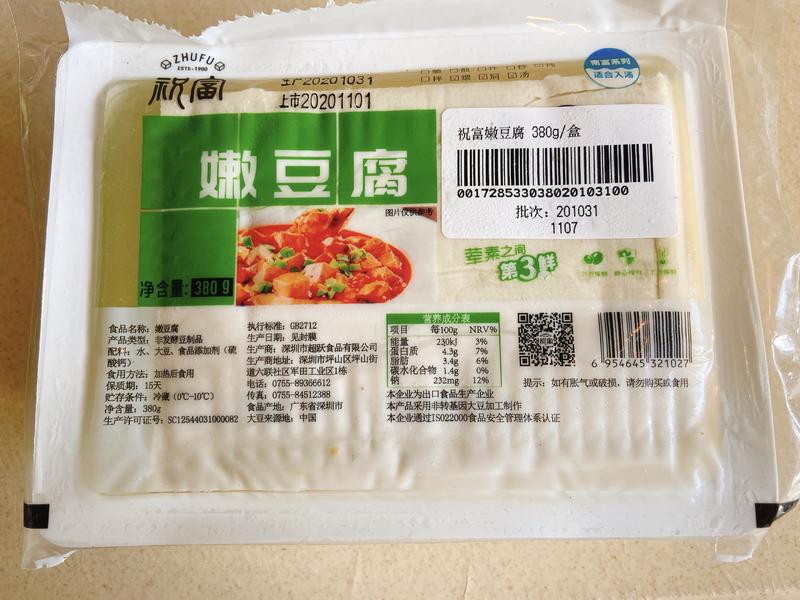 ZHUFU
ESTD·1900
祝富
生产20201031
上市20201101
南富系列
适合入汤
拌 煨 焖 汤
嫩豆腐
图片仅供参考
净含量: 380 g
祝富嫩豆腐 380g/盒
001728533038020103100
批次: 201031
1107
荤素之间
第3鲜
食品名称: 嫩豆腐
产品类型: 非发酵豆制品
配料: 水、大豆、食品添加剂 (硫
酸钙)
食用方法: 加热后食用
保质期: 15天
贮存条件: 冷藏 (0℃-10℃)
净含量: 380g
生产许可证号: SC12544031000082
执行标准: GB2712
生产日期: 见封膜
生产商: 深圳市超跃食品有限公司
生产商地址: 深圳市坪山区坪山街
道六联社区军田工业区1栋
电话: 0755-89366612
传真: 0755-84512388
食品产地: 广东省深圳市
大豆来源地: 中国
营养成分表
项目 每100g NRV%
能量 230kJ 3%
蛋白质 4.3g 7%
脂肪 3.4g 6%
碳水化合物 1.4g 0%
钠 232mg 12%
本企业为出口食品生产企业
本产品采用非转基因大豆加工制作
本企业通过ISO22000食品安全管理体系认证
6 954645 321027
提示: 如有胀气或破损, 请勿购买或食用